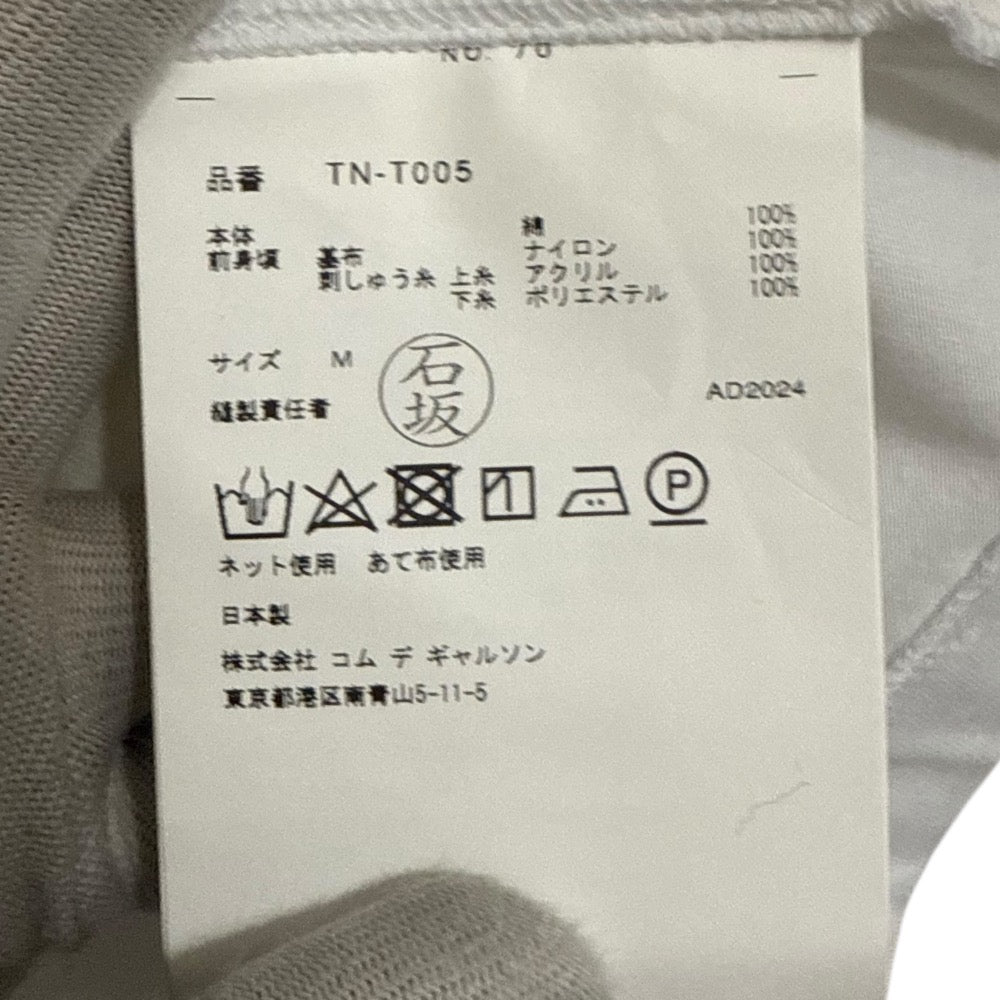 No. 70
品番 TN-T005
本体 綿 100%
前身頃 基布 ナイロン 100%
刺しゅう糸 上糸 アクリル 100%
下糸 ポリエステル 100%
サイズ M
石坂
縫製責任者
AD2024
P
ネット使用 あて布使用
日本製
株式会社 コム デ ギャルソン
東京都港区南青山5-11-5